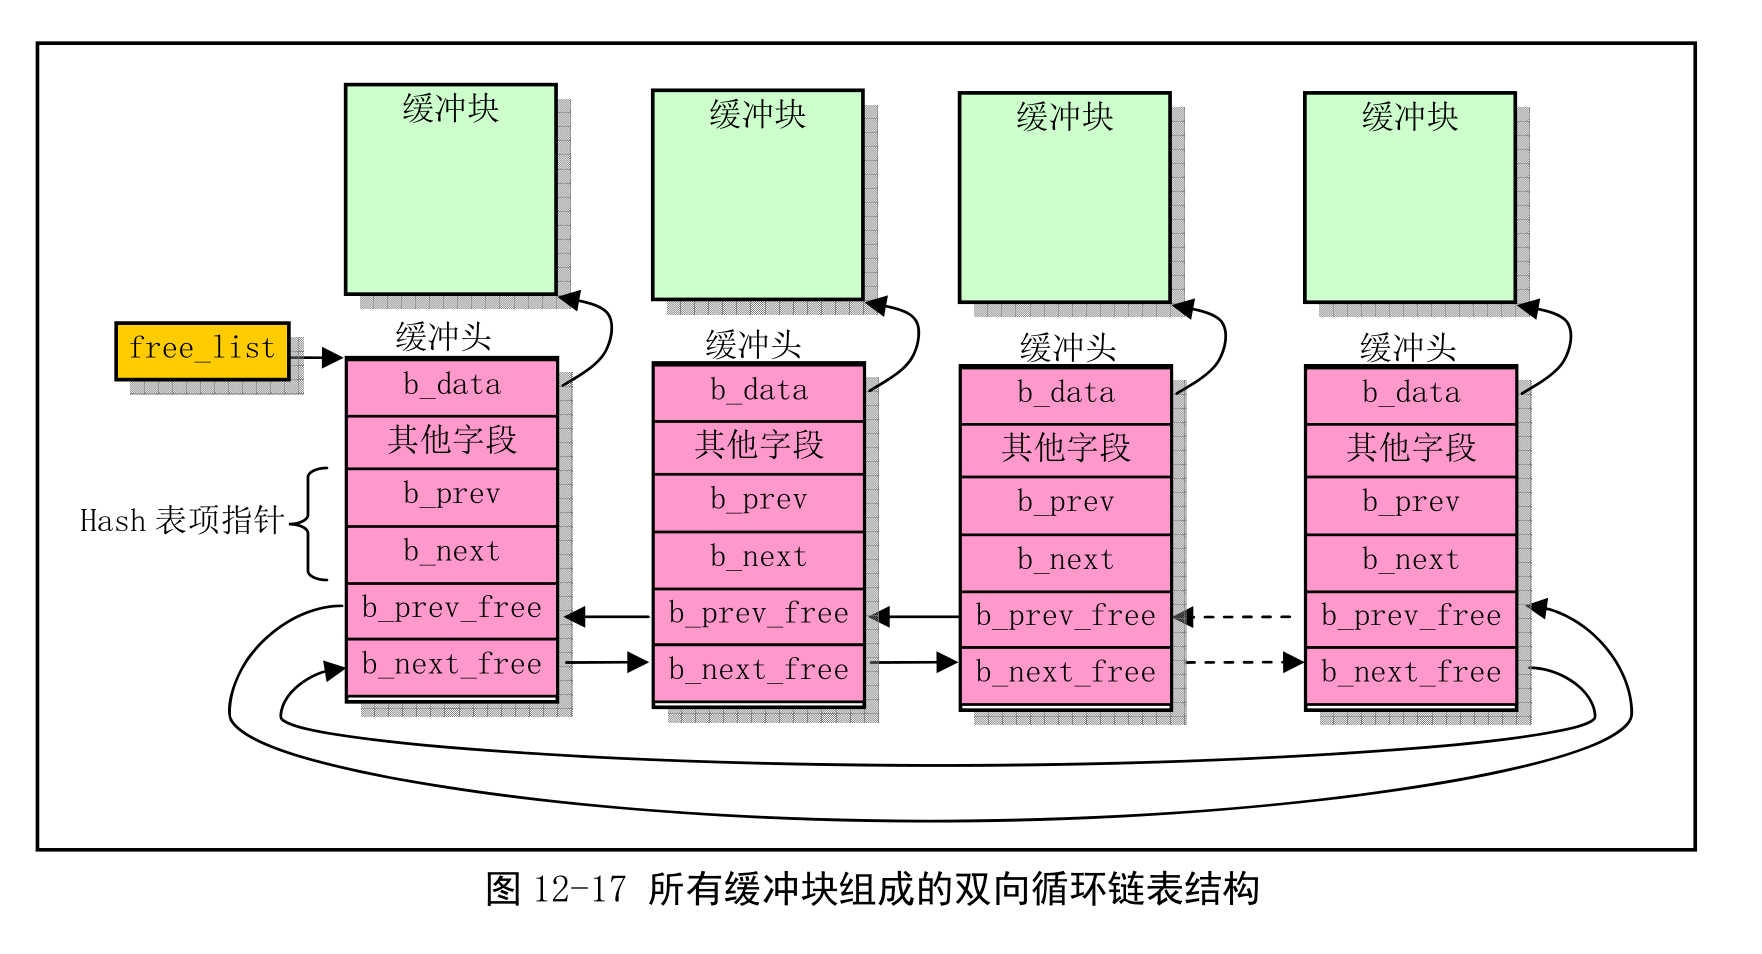 缓冲块 缓冲块 缓冲块 缓冲块
free_list
缓冲头 缓冲头 缓冲头 缓冲头
b_data b_data b_data b_data
其他字段 其他字段 其他字段 其他字段
b_prev b_prev b_prev b_prev
Hash 表项指针
b_next b_next b_next b_next
b_prev_free b_prev_free b_prev_free b_prev_free
b_next_free b_next_free b_next_free b_next_free
图 12-17 所有缓冲块组成的双向循环链表结构